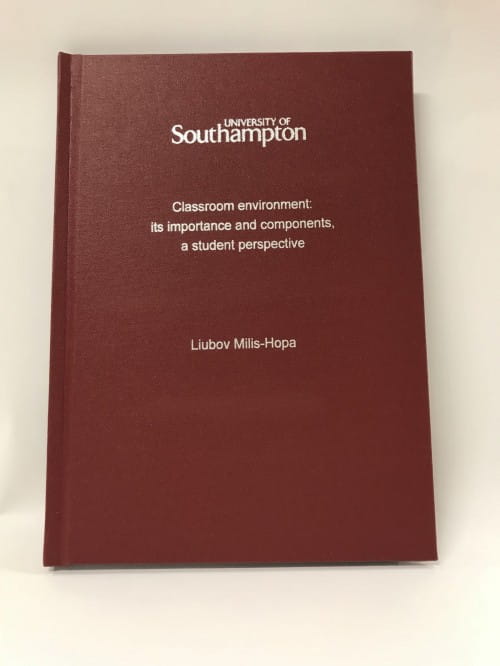 UNIVERSITY OF
Southampton
Classroom environment:
its importance and components,
a student perspective
Liubov Milis-Hopa